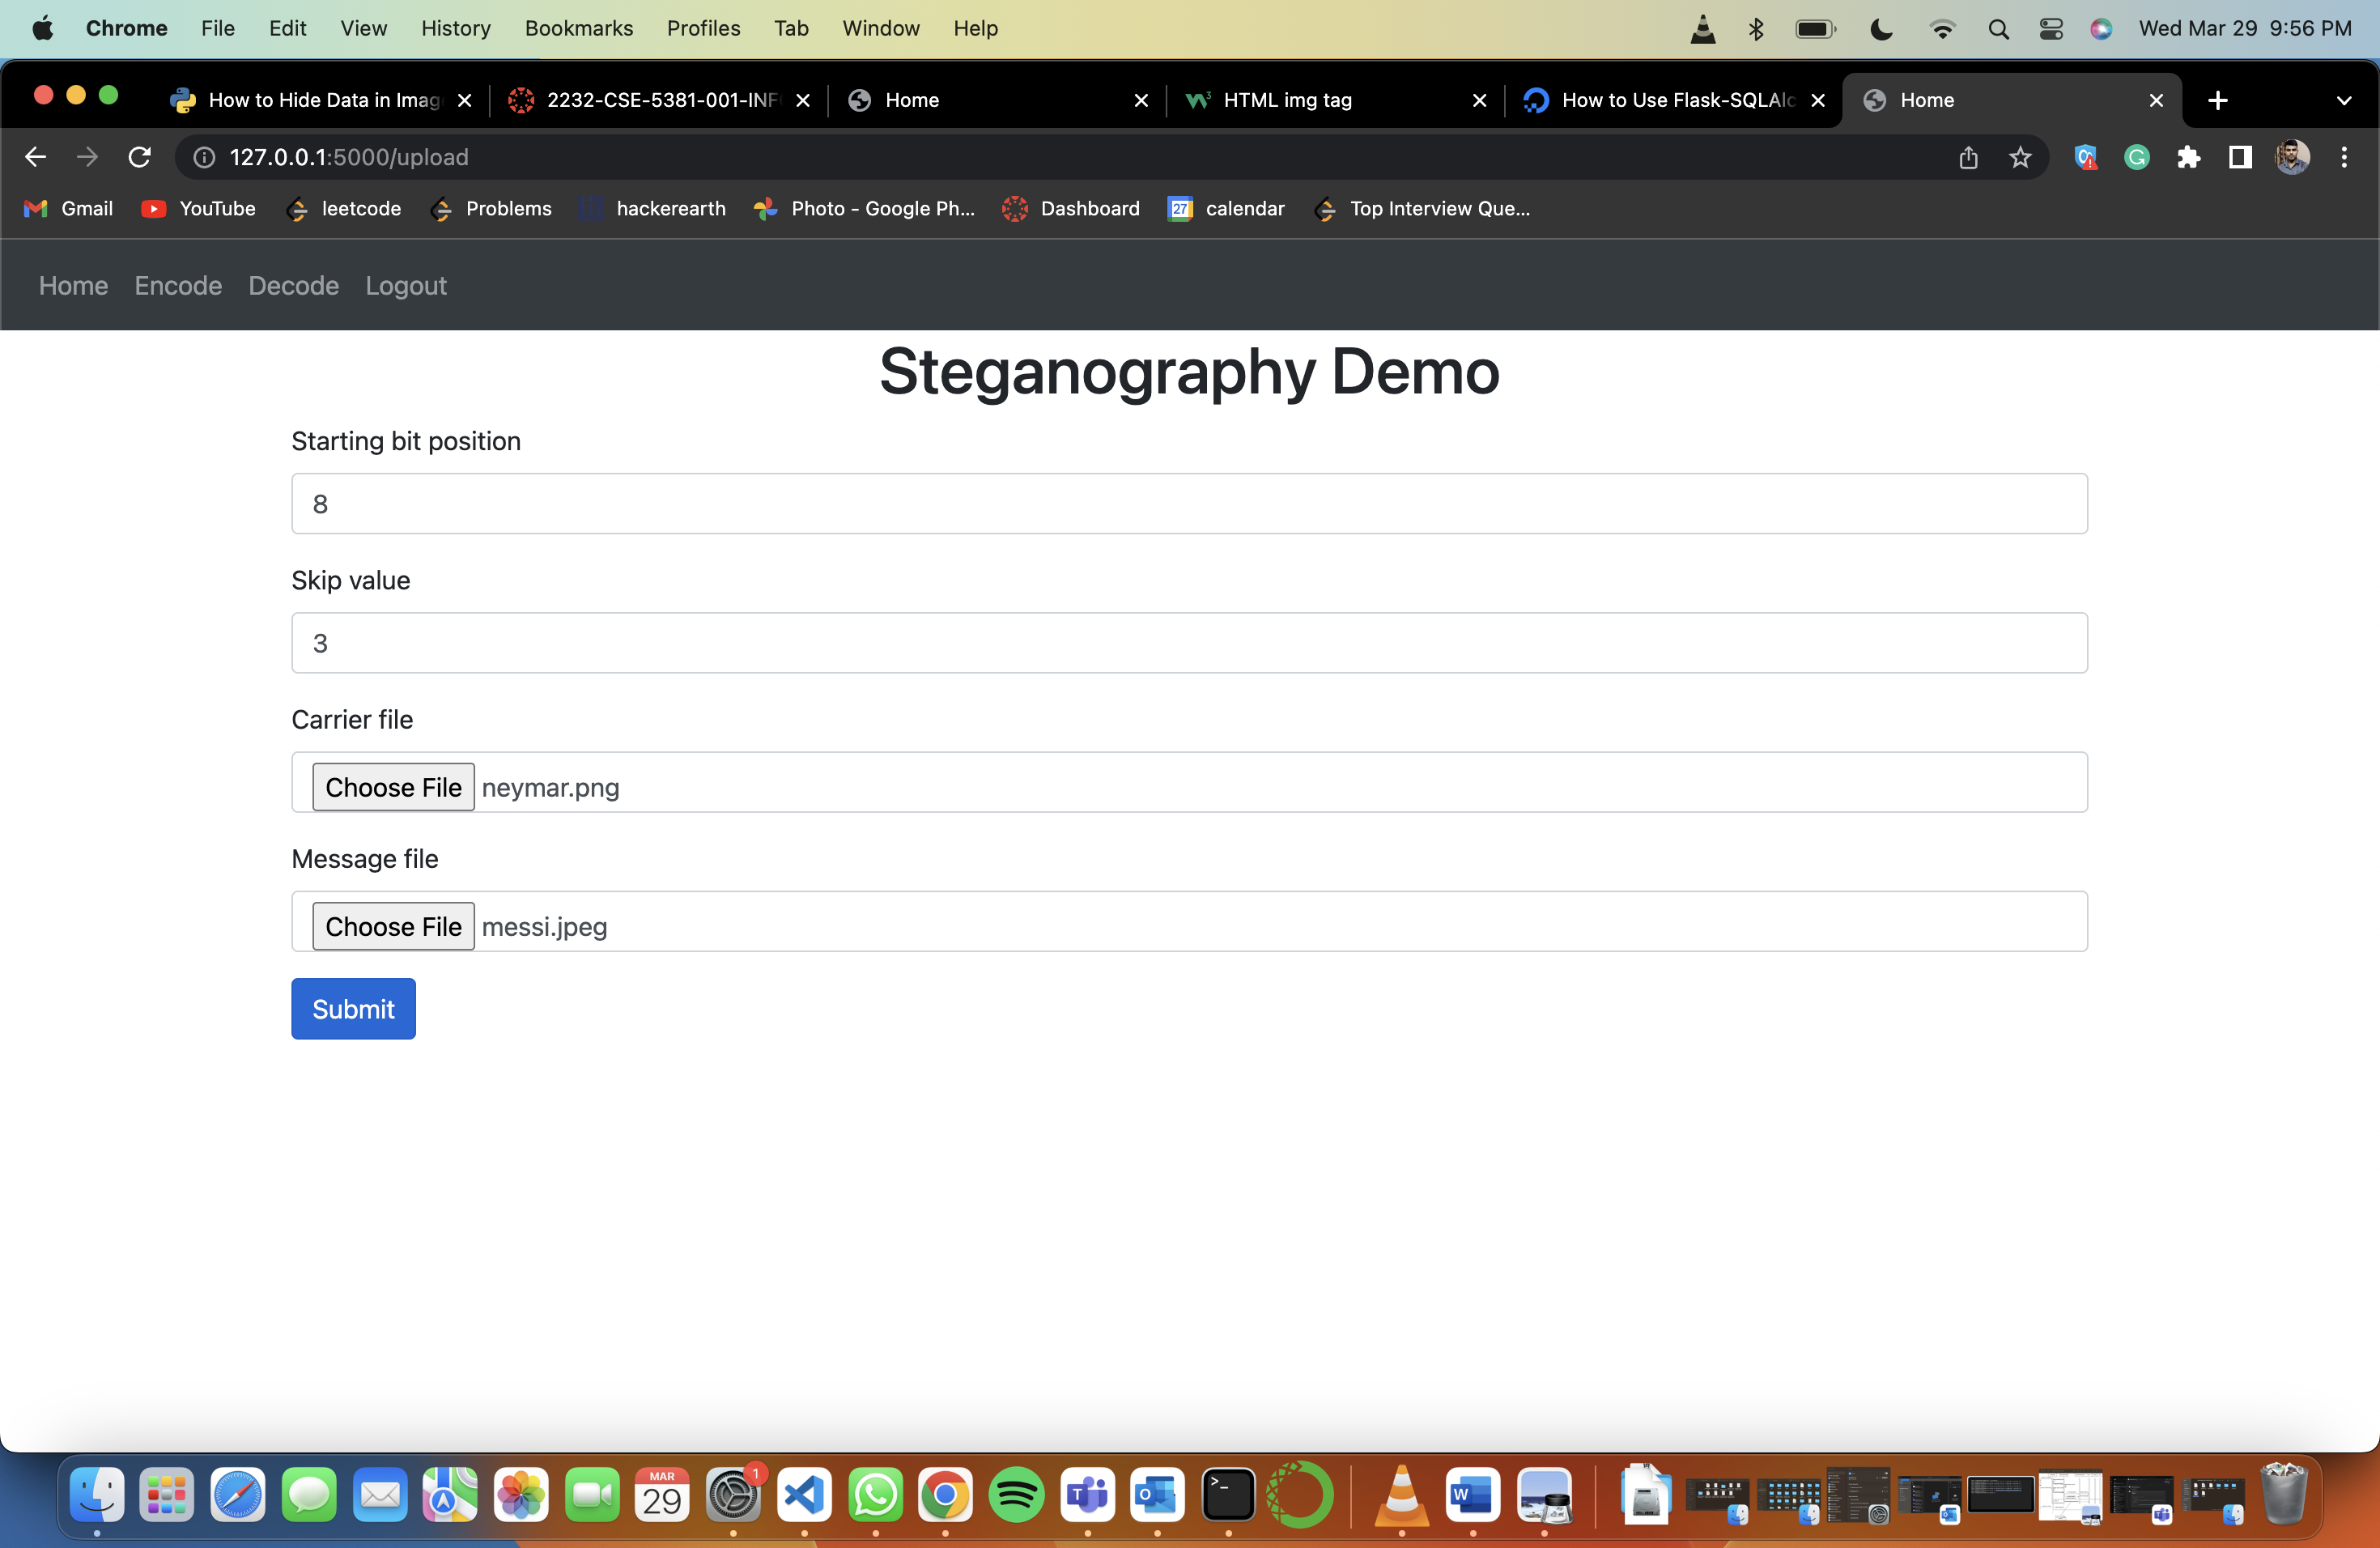 Chrome File Edit View History Bookmarks Profiles Tab Window Help Wed Mar 29 9:56 PM
How to Hide Data in Imag 2232-CSE-5381-001-INF Home HTML img tag How to Use Flask-SQLAlc Home
127.0.0.1:5000/upload
Gmail YouTube leetcode Problems hackerearth Photo - Google Ph... Dashboard 27 calendar Top Interview Que...
Home Encode Decode Logout
Steganography Demo
Starting bit position
8
Skip value
3
Carrier file
Choose File neymar.png
Message file
Choose File messi.jpeg
Submit
MAR
29
1